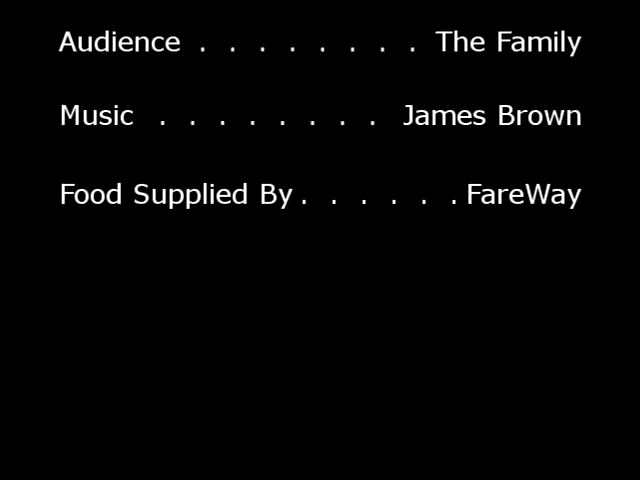 Audience . . . . . . . . The Family
Music . . . . . . . . James Brown
Food Supplied By . . . . . . FareWay